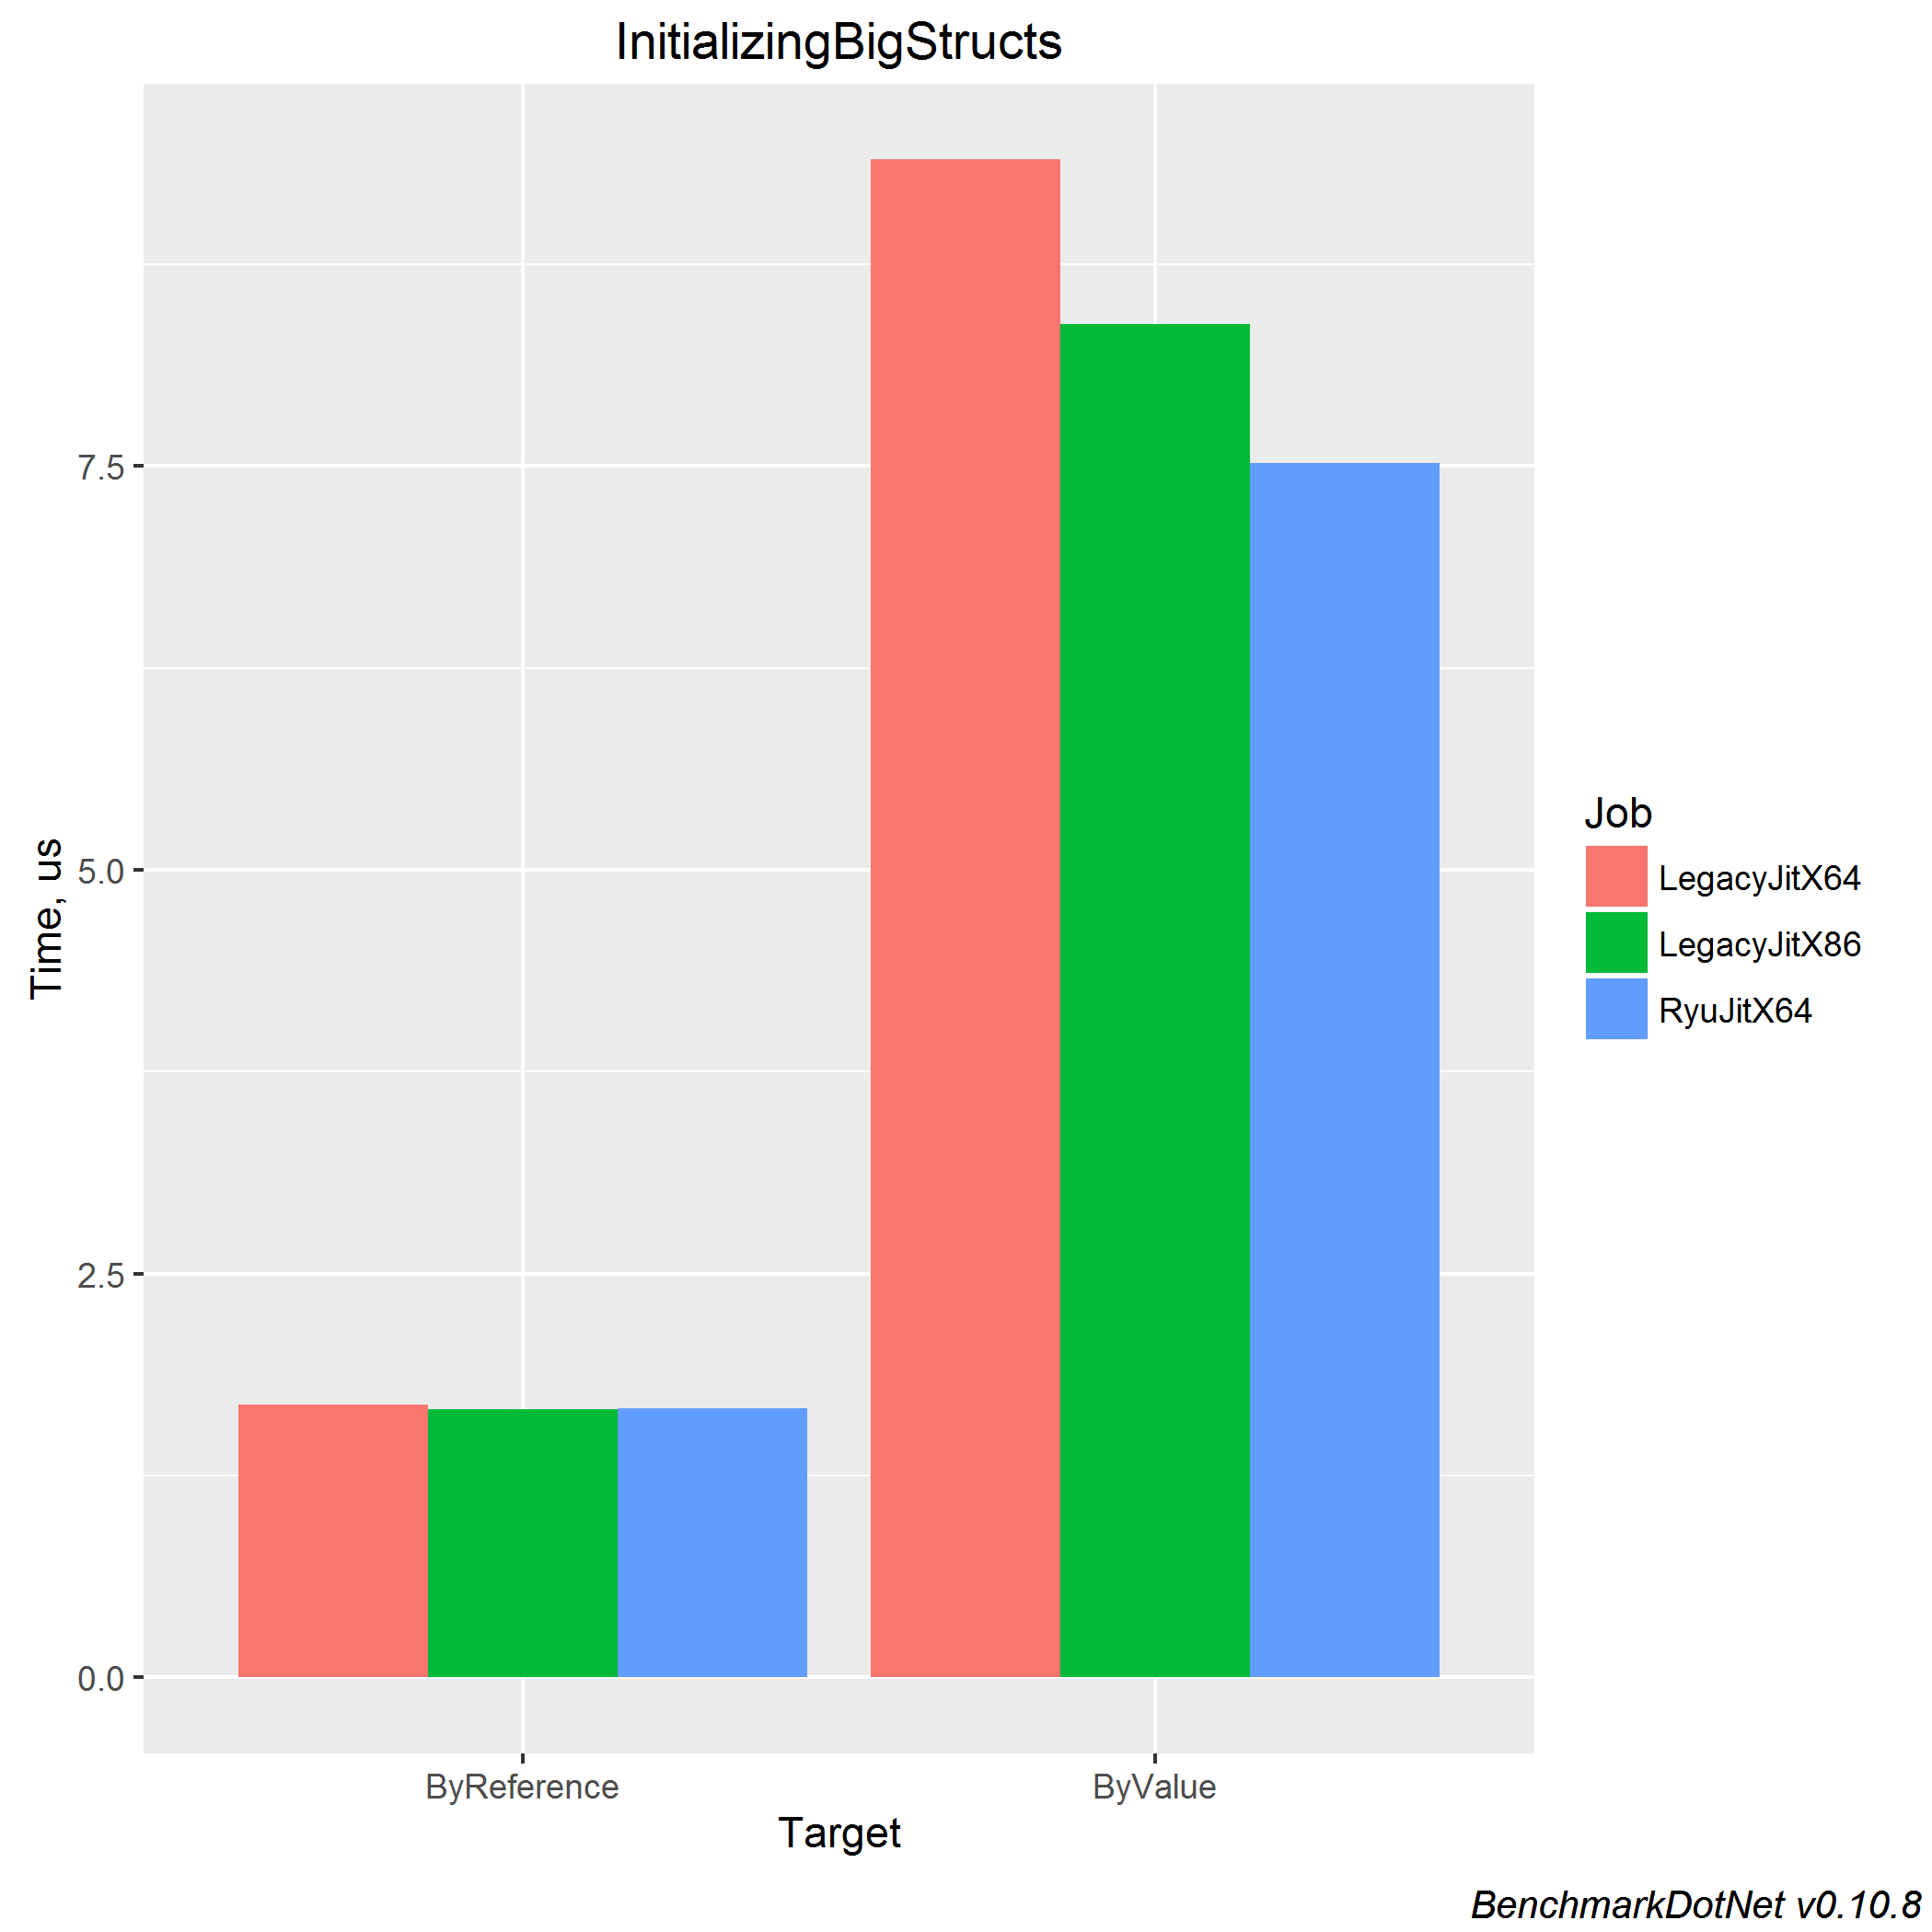 InitializingBigStructs
Time, us
7.5
5.0
2.5
0.0
ByReference
ByValue
Target
Job
LegacyJitX64
LegacyJitX86
RyuJitX64
BenchmarkDotNet v0.10.8